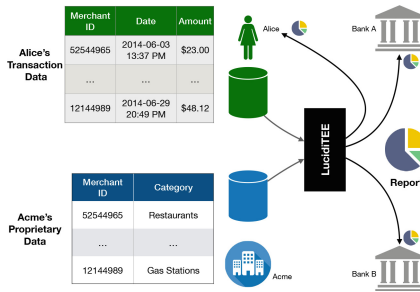 Merchant ID Date Amount
52544965 2014-06-03 13:37 PM $23.00
... ... ...
12144989 2014-06-29 20:49 PM $48.12
Alice's
Transaction
Data
Alice
Bank A
LucidiTEE
Report
Merchant ID Category
52544965 Restaurants
... ...
12144989 Gas Stations
Acme's
Proprietary
Data
Acme
Bank B